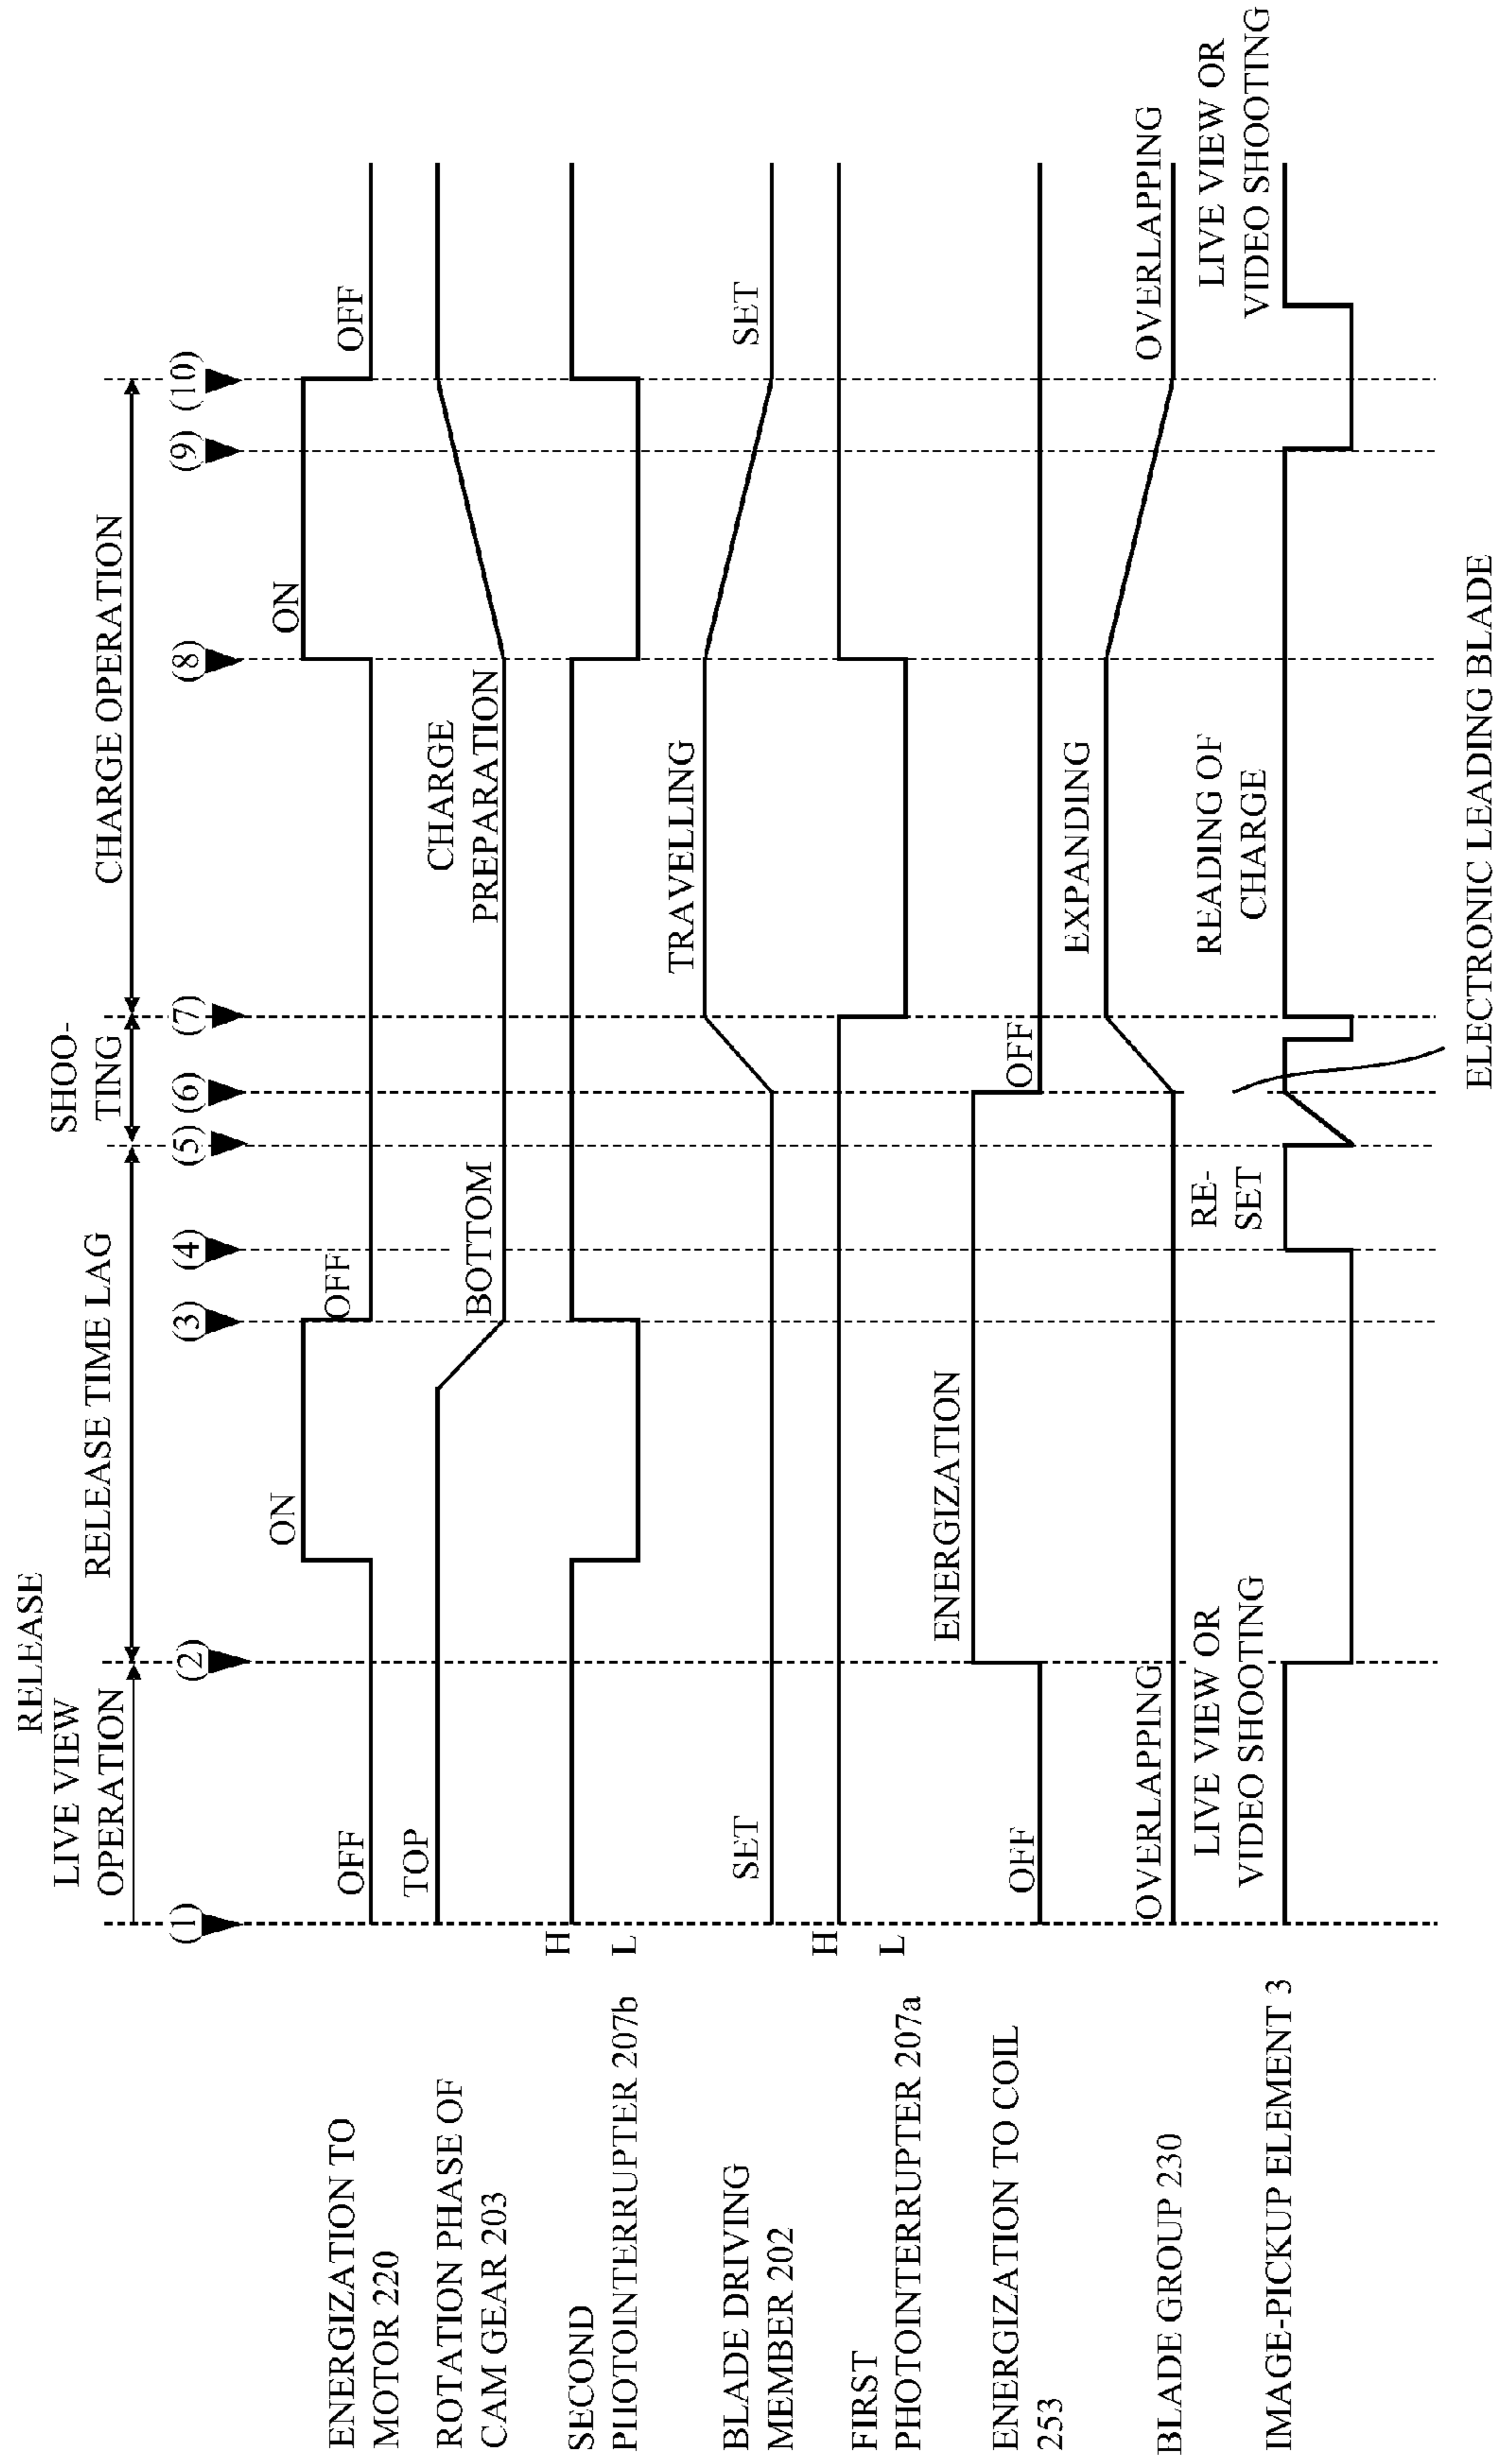 RELEASE
LIVE VIEW
OPERATION
RELEASE TIME LAG
SHOO-
TING
CHARGE OPERATION
(1)
(2)
(3)
(4)
(5)
(6)
(7)
(8)
(9)
(10)
ENERGIZATION TO
MOTOR 220
OFF
ON
OFF
ON
OFF
ROTATION PHASE OF
CAM GEAR 203
TOP
BOTTOM
CHARGE
PREPARATION
SECOND
PHOTOINTERRUPTER 207b
H
L
BLADE DRIVING
MEMBER 202
SET
TRAVELLING
SET
FIRST
PHOTOINTERRUPTER 207a
H
L
ENERGIZATION TO COIL
253
OFF
ENERGIZATION
OFF
BLADE GROUP 230
OVERLAPPING
EXPANDING
OVERLAPPING
IMAGE-PICKUP ELEMENT 3
LIVE VIEW OR
VIDEO SHOOTING
RE-
SET
READING OF
CHARGE
LIVE VIEW OR
VIDEO SHOOTING
ELECTRONIC LEADING BLADE